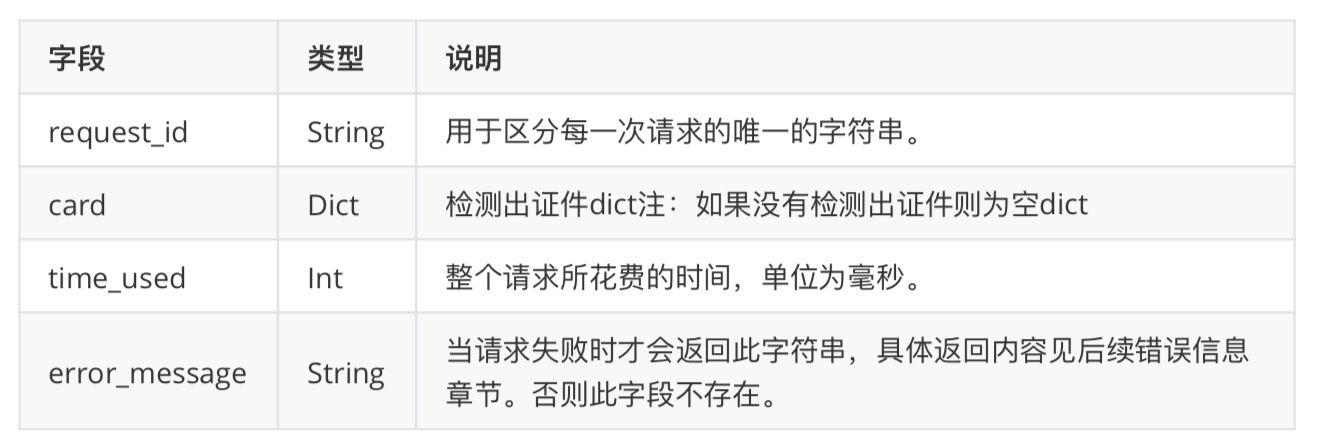 字段 类型 说明
request_id String 用于区分每一次请求的唯一的字符串。
card Dict 检测出证件dict注：如果没有检测出证件则为空dict
time_used Int 整个请求所花费的时间，单位为毫秒。
error_message String 当请求失败时才会返回此字符串，具体返回内容见后续错误信息
章节。否则此字段不存在。